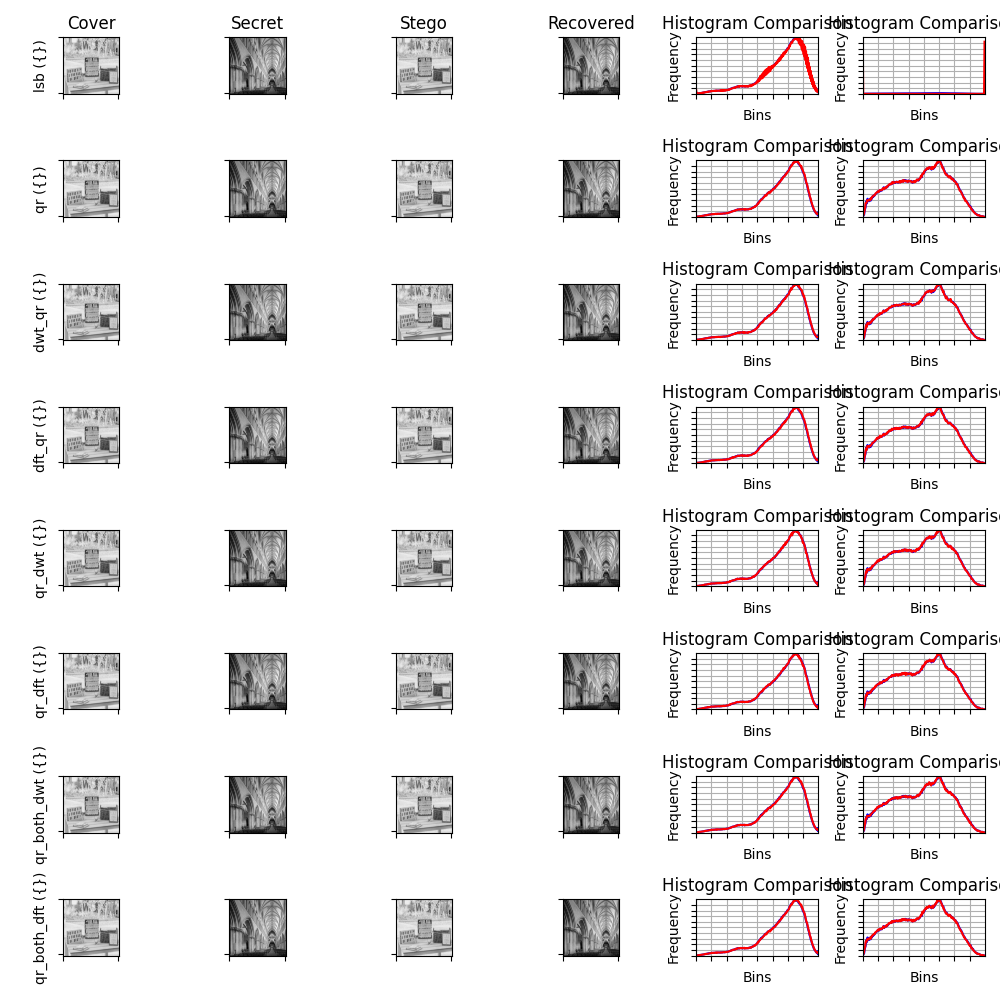 Cover Secret Stego Recovered Histogram Comparison Histogram Comparis
lsb ({}) Frequency Frequency
Bins Bins
Histogram Comparison Histogram Comparis
qr ({}) Frequency Frequency
Bins Bins
Histogram Comparison Histogram Comparis
dwt_qr ({}) Frequency Frequency
Bins Bins
Histogram Comparison Histogram Comparis
dft_qr ({}) Frequency Frequency
Bins Bins
Histogram Comparison Histogram Comparis
qr_dwt ({}) Frequency Frequency
Bins Bins
Histogram Comparison Histogram Comparis
qr_dft ({}) Frequency Frequency
Bins Bins
Histogram Comparison Histogram Comparis
qr_both_dwt ({}) Frequency Frequency
Bins Bins
Histogram Comparison Histogram Comparis
qr_both_dft ({}) Frequency Frequency
Bins Bins